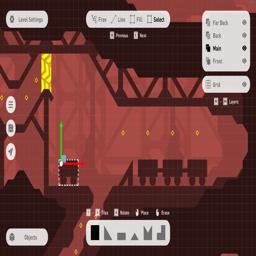 Level Settings
Free Line Fill Select
Previous Next
Far Back
Back
Main
Front
Grid
Layers
Tiles Rotate Place Erase
Objects